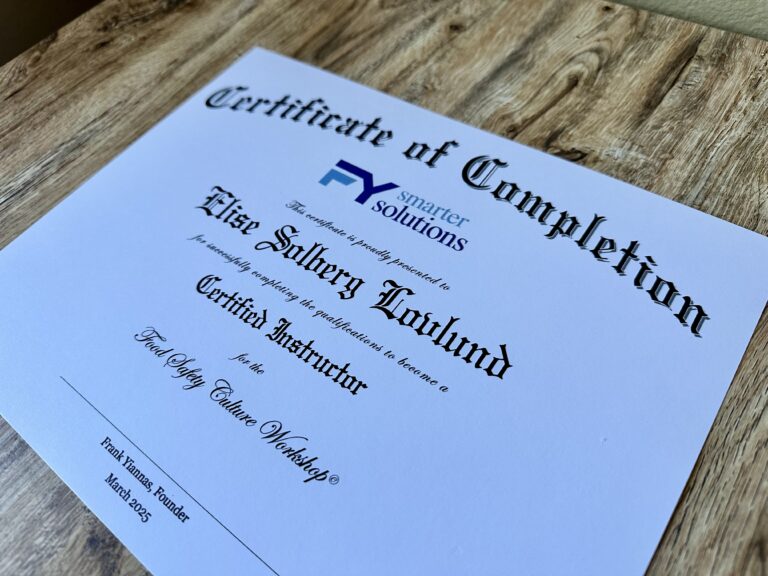 Certificate of Completion
FY smarter
solutions
This certificate is proudly presented to
Elise Solberg Lovlund
for successfully completing the qualifications to become a
Certified Instructor
for the
Food Safety Culture Workshop©
Frank Yiannas, Founder
March 2025